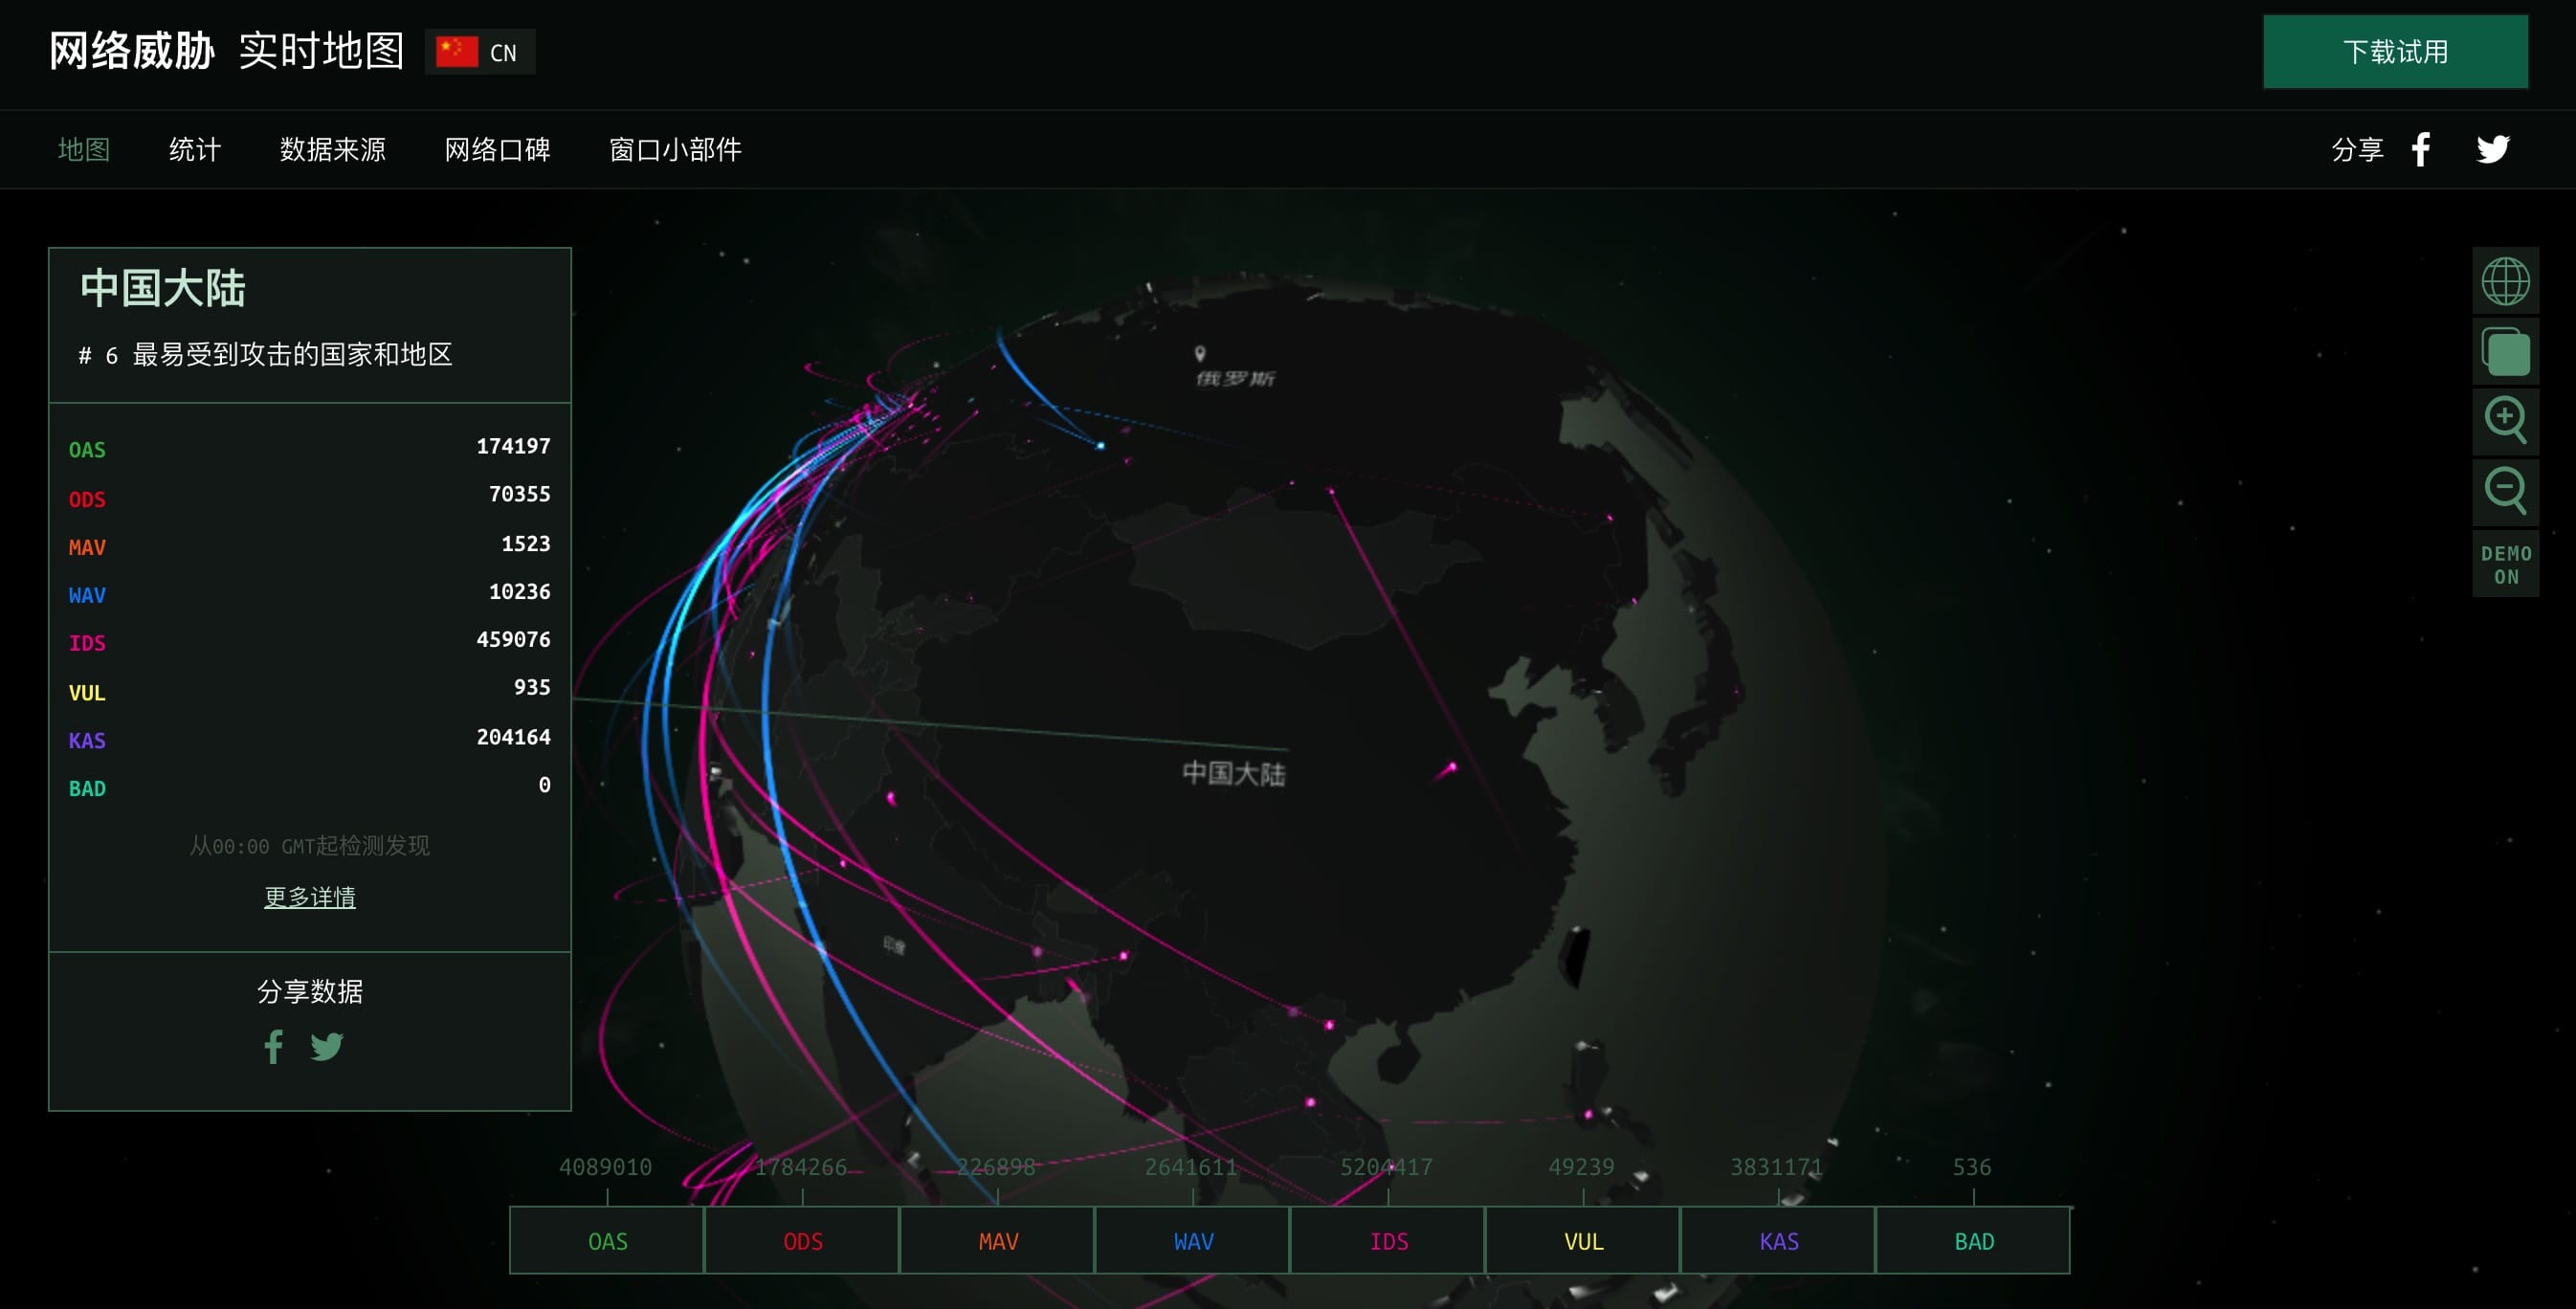 网络威胁 实时地图 CN
下载试用
地图 统计 数据来源 网络口碑 窗口小部件 分享
中国大陆
# 6 最易受到攻击的国家和地区
OAS 174197
ODS 70355
MAV 1523
WAV 10236
IDS 459076
VUL 935
KAS 204164
BAD 0
从00:00 GMT起检测发现
更多详情
分享数据
俄罗斯
中国大陆
印度
DEMO
ON
4089010 1784266 226898 2641611 5204417 49239 3831171 536
OAS ODS MAV WAV IDS VUL KAS BAD